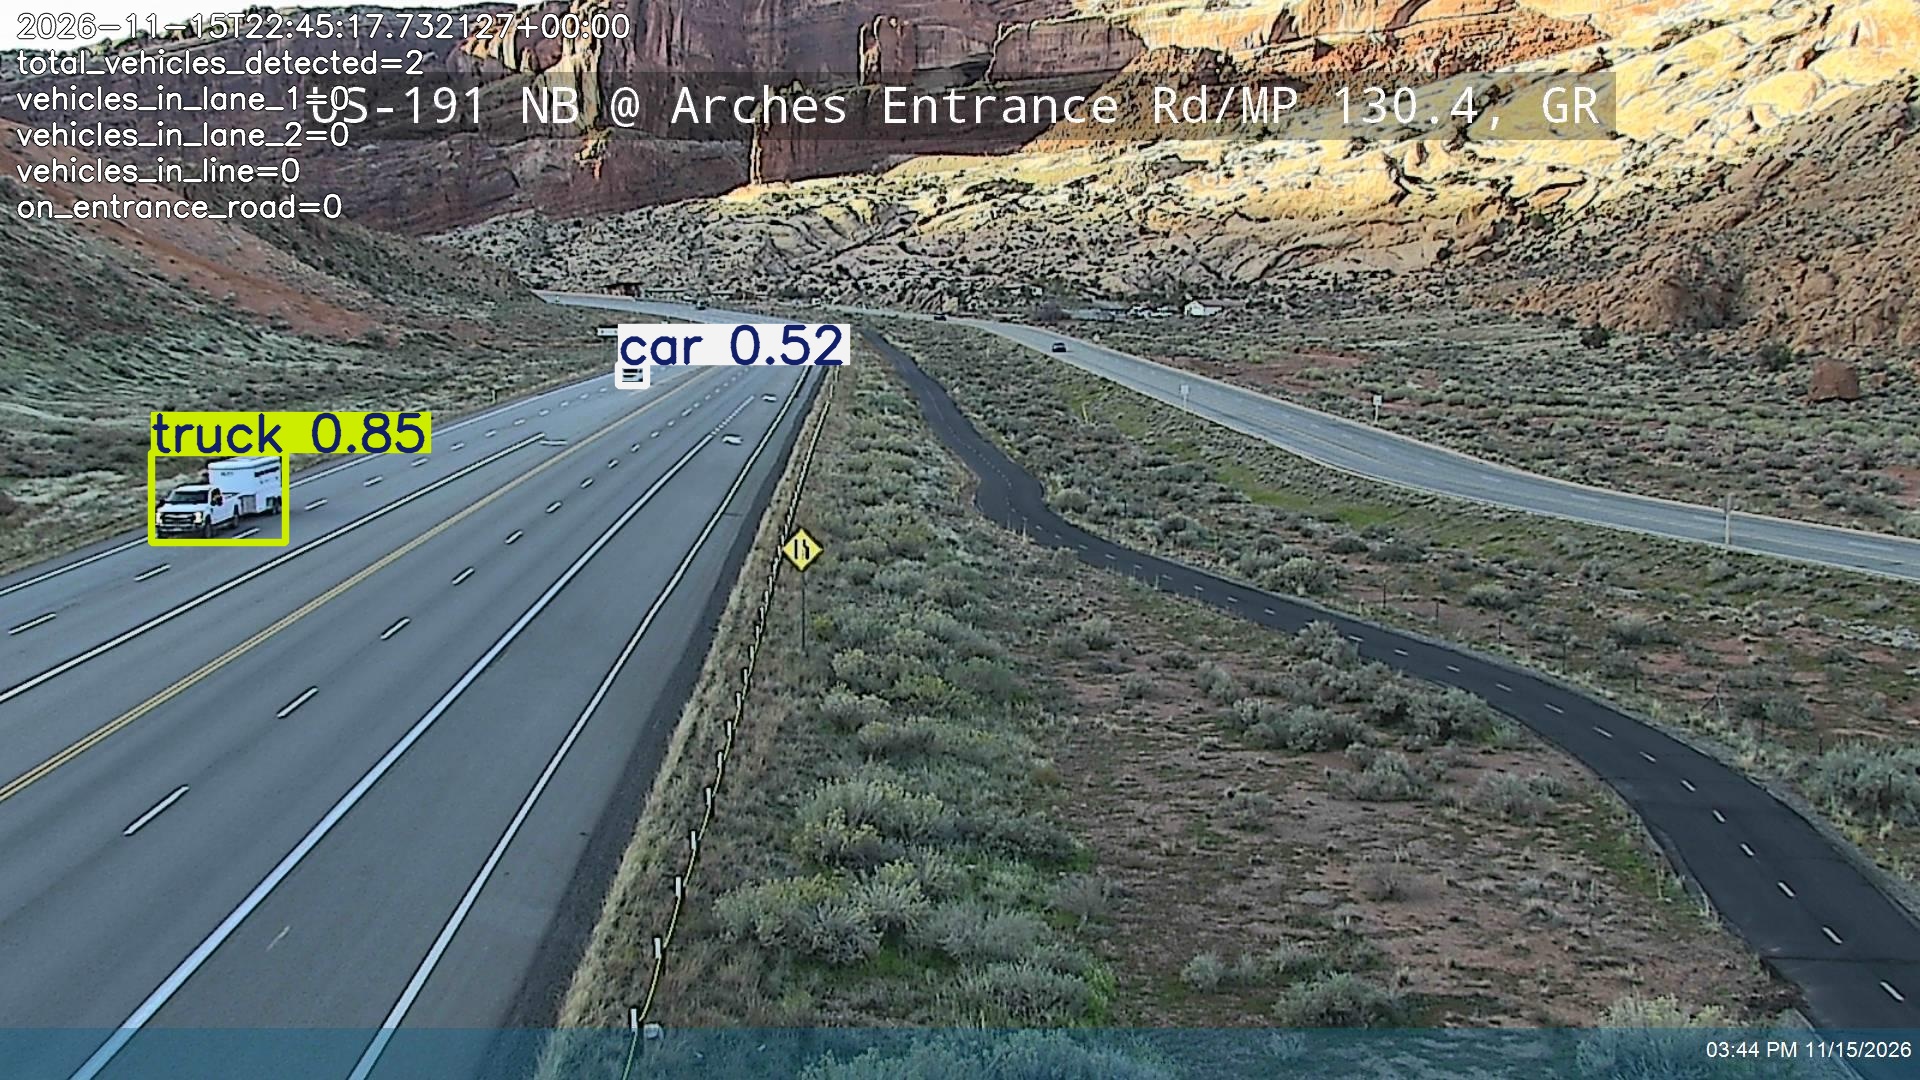 2026-11-15T22:45:17.732127+00:00
total_vehicles_detected=2
vehicles_in_lane_1=0
US-191 NB @ Arches Entrance Rd/MP 130.4, GR
vehicles_in_lane_2=0
vehicles_in_line=0
on_entrance_road=0
car 0.52
truck 0.85
03:44 PM 11/15/2026